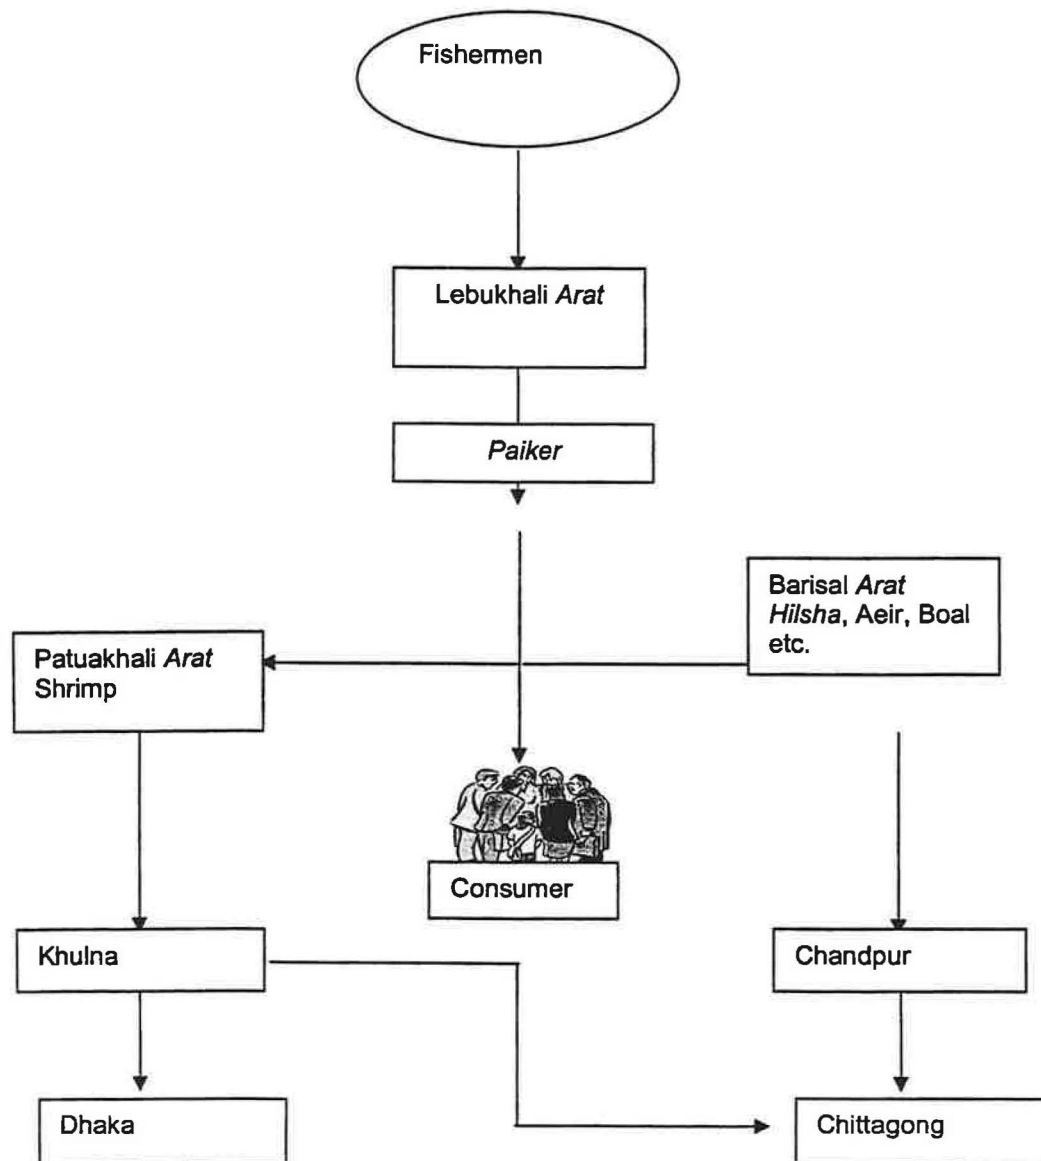 Fishermen
Lebukhali Arat
Paiker
Barisal Arat
Hilsha, Aeir, Boal
etc.
Patuakhali Arat
Shrimp
Consumer
Khulna
Chandpur
Dhaka
Chittagong